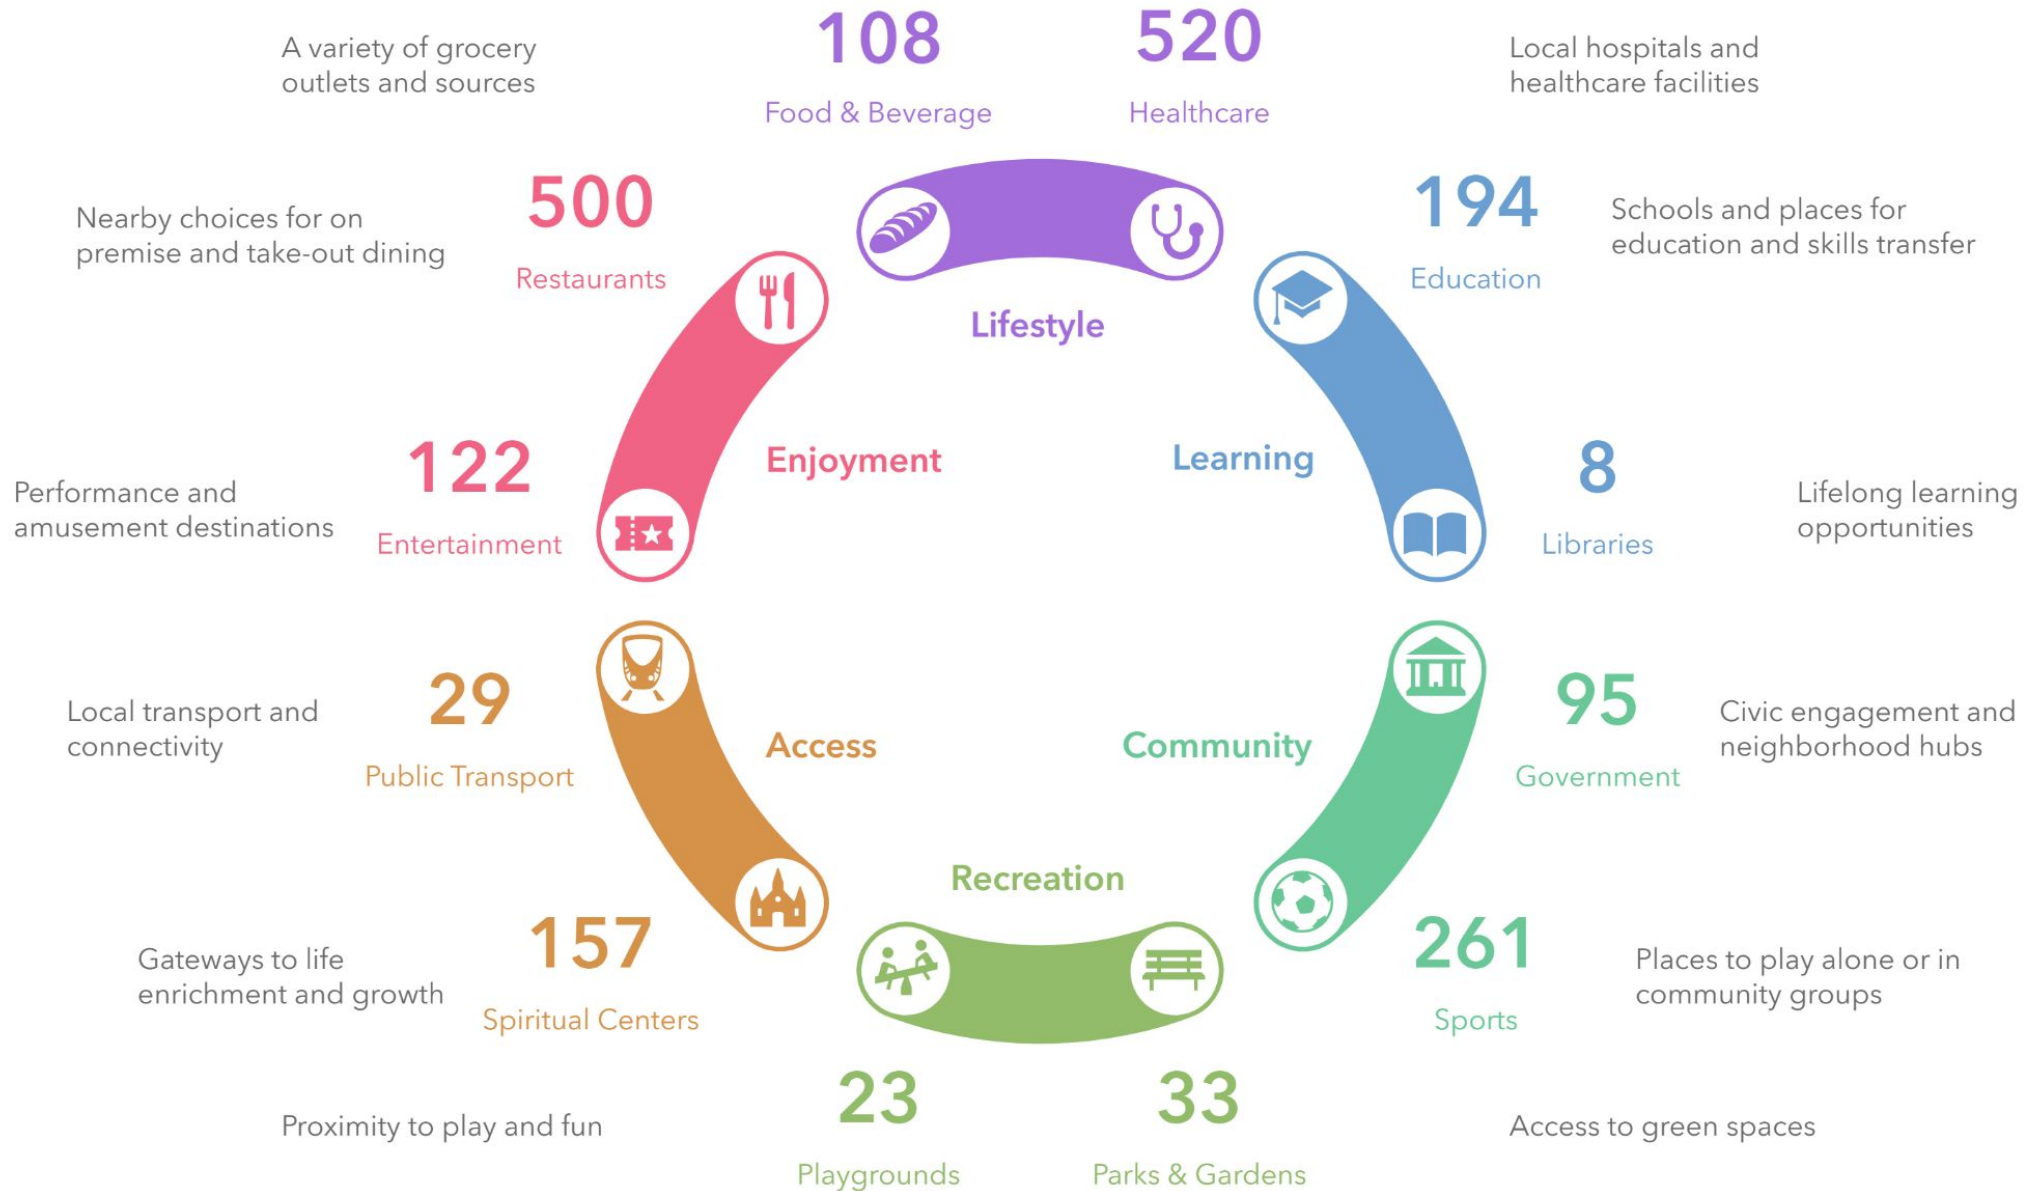 108
520
A variety of grocery
outlets and sources
Food & Beverage
Healthcare
Local hospitals and
healthcare facilities
Nearby choices for on
premise and take-out dining
500
Restaurants
194
Education
Schools and places for
education and skills transfer
Lifestyle
Performance and
amusement destinations
122
Entertainment
Enjoyment
Learning
8
Libraries
Lifelong learning
opportunities
Local transport and
connectivity
29
Public Transport
Access
Community
95
Government
Civic engagement and
neighborhood hubs
Recreation
Gateways to life
enrichment and growth
157
Spiritual Centers
261
Sports
Places to play alone or in
community groups
Proximity to play and fun
23
Playgrounds
33
Parks & Gardens
Access to green spaces